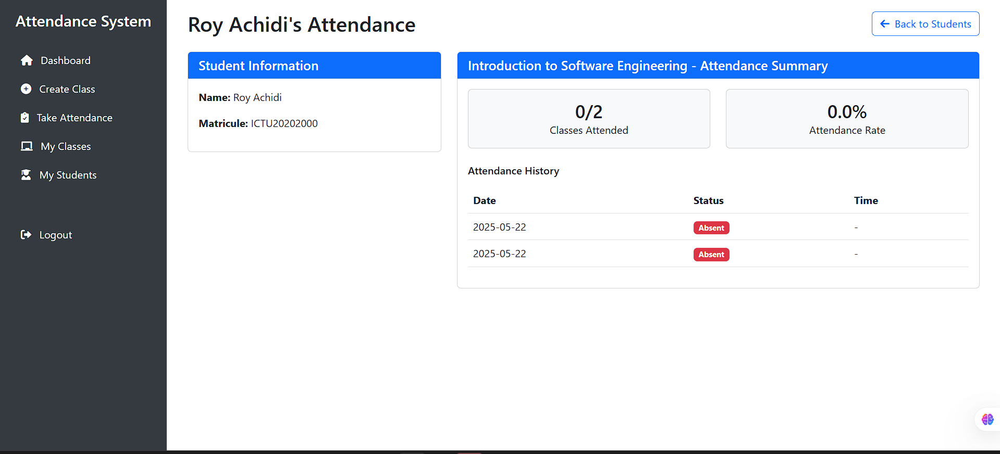 Attendance System
Dashboard
Create Class
Take Attendance
My Classes
My Students
Logout
Roy Achidi's Attendance
Back to Students
Student Information
Name: Roy Achidi
Matricule: ICTU20202000
Introduction to Software Engineering - Attendance Summary
0/2
Classes Attended
0.0%
Attendance Rate
Attendance History
Date Status Time
2025-05-22 Absent -
2025-05-22 Absent -